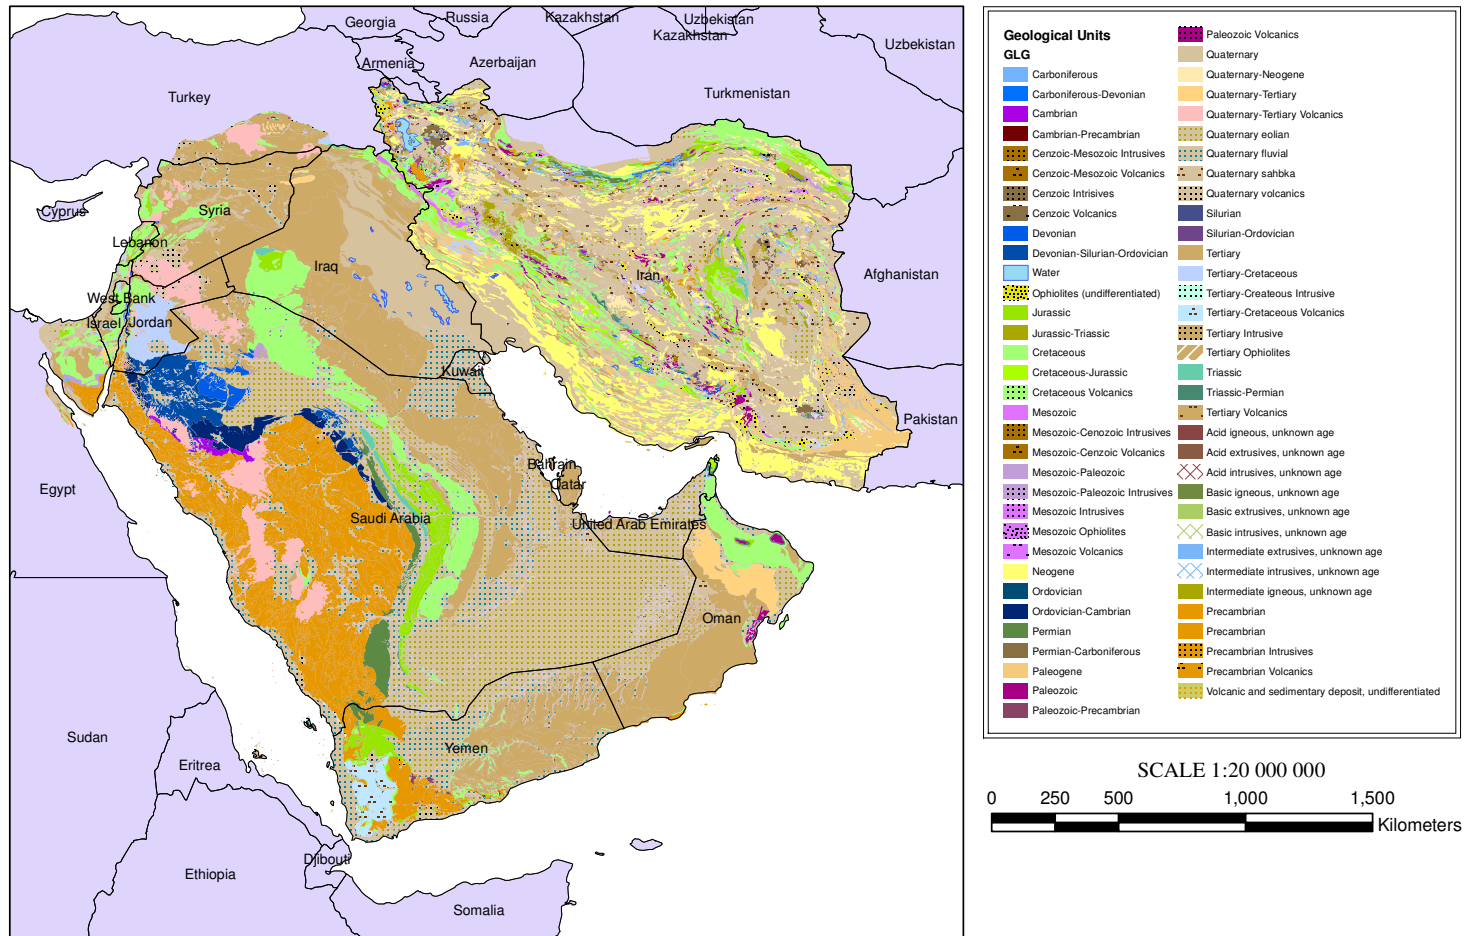 Georgia
Russia
Kazakhstan
Uzbekistan
Kazakhstan
Uzbekistan
Armenia
Azerbaijan
Turkey
Turkmenistan
Cyprus
Syria
Lebanon
Iraq
Iran
Afghanistan
West Bank
Israel
Jordan
Kuwait
Pakistan
Bahrain
Qatar
Egypt
Saudi Arabia
United Arab Emirates
Oman
Sudan
Yemen
Eritrea
Djibouti
Ethiopia
Somalia
Geological Units
GLG
Carboniferous
Carboniferous-Devonian
Cambrian
Cambrian-Precambrian
Cenzoic-Mesozoic Intrusives
Cenzoic-Mesozoic Volcanics
Cenzoic Intrisives
Cenzoic Volcanics
Devonian
Devonian-Silurian-Ordovician
Water
Ophiolites (undifferentiated)
Jurassic
Jurassic-Triassic
Cretaceous
Cretaceous-Jurassic
Cretaceous Volcanics
Mesozoic
Mesozoic-Cenozoic Intrusives
Mesozoic-Cenzoic Volcanics
Mesozoic-Paleozoic
Mesozoic-Paleozoic Intrusives
Mesozoic Intrusives
Mesozoic Ophiolites
Mesozoic Volcanics
Neogene
Ordovician
Ordovician-Cambrian
Permian
Permian-Carboniferous
Paleogene
Paleozoic
Paleozoic-Precambrian
Paleozoic Volcanics
Quaternary
Quaternary-Neogene
Quaternary-Tertiary
Quaternary-Tertiary Volcanics
Quaternary eolian
Quaternary fluvial
Quaternary sahbka
Quaternary volcanics
Silurian
Silurian-Ordovician
Tertiary
Tertiary-Cretaceous
Tertiary-Createous Intrusive
Tertiary-Cretaceous Volcanics
Tertiary Intrusive
Tertiary Ophiolites
Triassic
Triassic-Permian
Tertiary Volcanics
Acid igneous, unknown age
Acid extrusives, unknown age
Acid intrusives, unknown age
Basic igneous, unknown age
Basic extrusives, unknown age
Basic intrusives, unknown age
Intermediate extrusives, unknown age
Intermediate intrusives, unknown age
Intermediate igneous, unknown age
Precambrian
Precambrian
Precambrian Intrusives
Precambrian Volcanics
Volcanic and sedimentary deposit, undifferentiated
SCALE 1:20 000 000
0 250 500 1,000 1,500
Kilometers